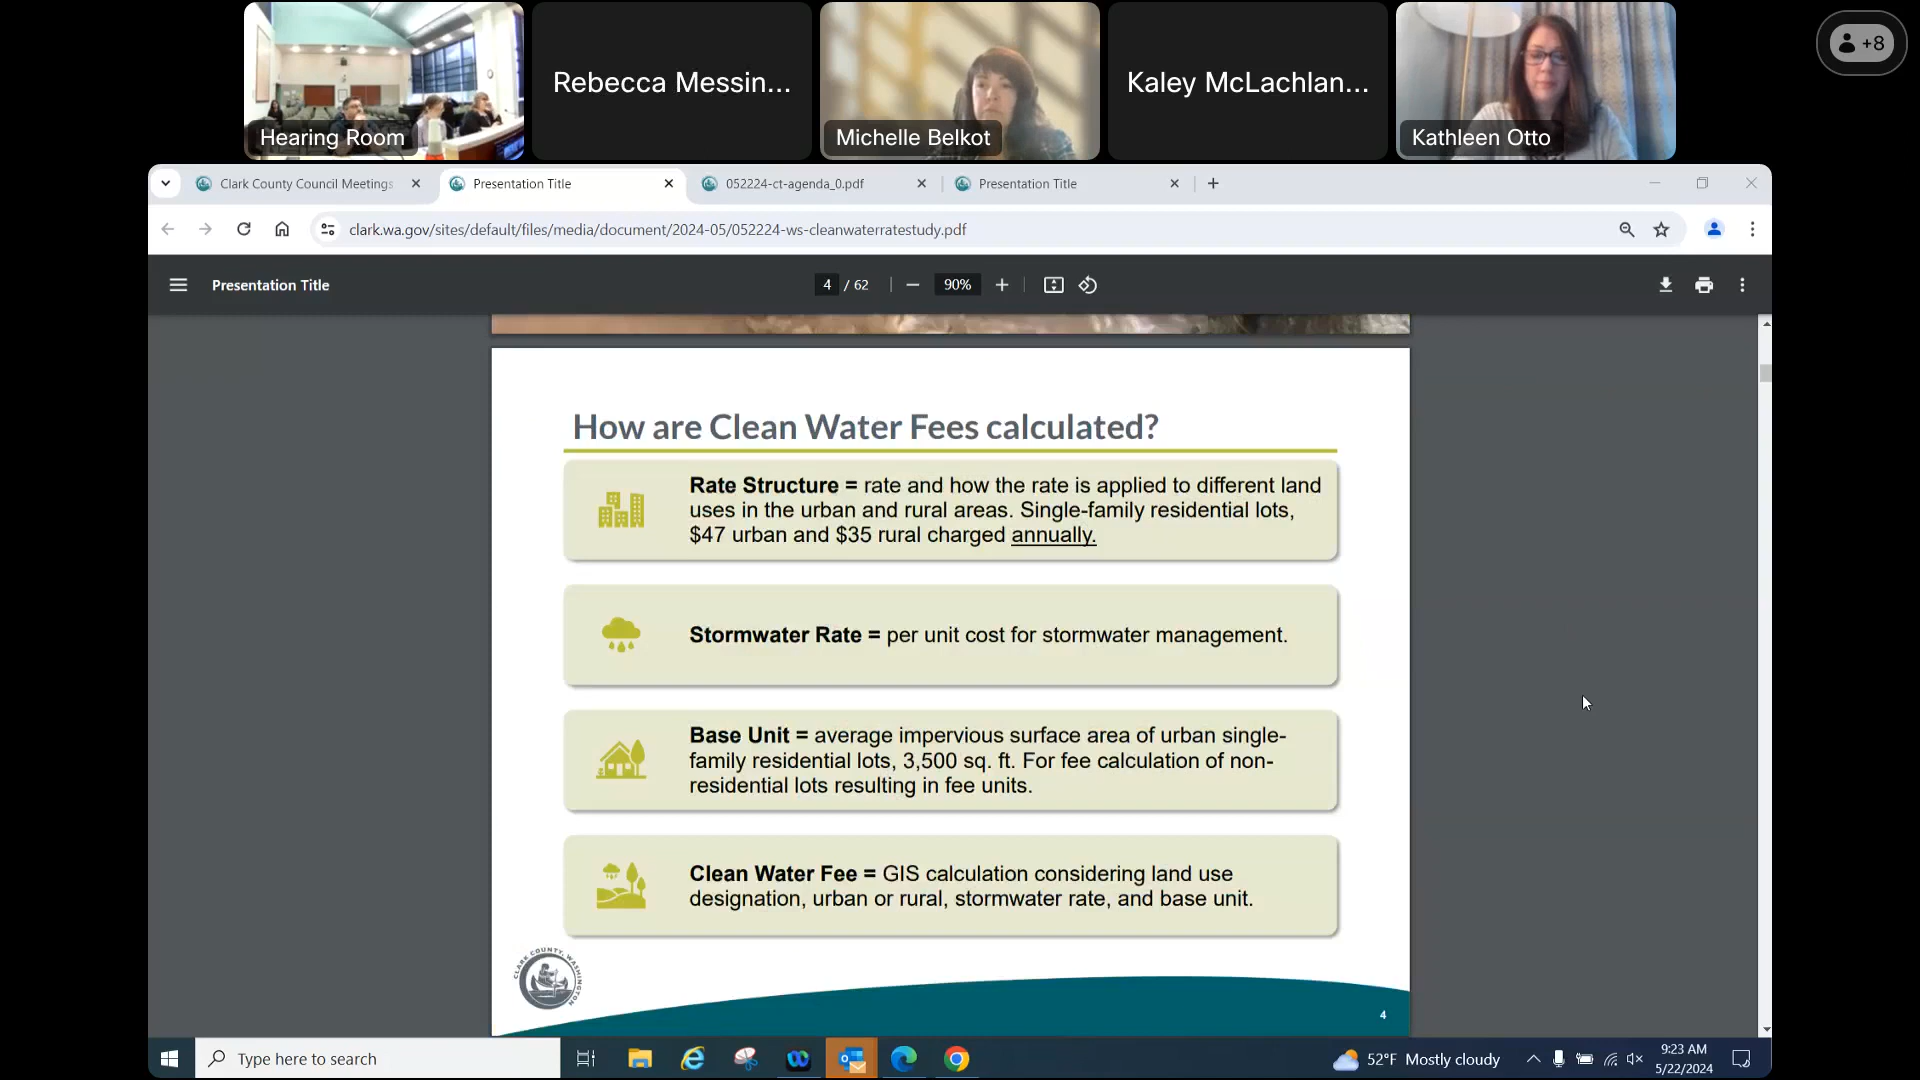 Hearing Room
Rebecca Messin...
Michelle Belkot
Kaley McLachlan...
Kathleen Otto
+8
Clark County Council Meetings
Presentation Title
052224-ct-agenda_0.pdf
Presentation Title
clark.wa.gov/sites/default/files/media/document/2024-05/052224-ws-cleanwaterratestudy.pdf
Presentation Title
4 / 62
90%
How are Clean Water Fees calculated?
Rate Structure = rate and how the rate is applied to different land
uses in the urban and rural areas. Single-family residential lots,
$47 urban and $35 rural charged annually.
Stormwater Rate = per unit cost for stormwater management.
Base Unit = average impervious surface area of urban single-
family residential lots, 3,500 sq. ft. For fee calculation of non-
residential lots resulting in fee units.
Clean Water Fee = GIS calculation considering land use
designation, urban or rural, stormwater rate, and base unit.
CLARK COUNTY, WASHINGTON
4
Type here to search
52°F Mostly cloudy
9:23 AM
5/22/2024